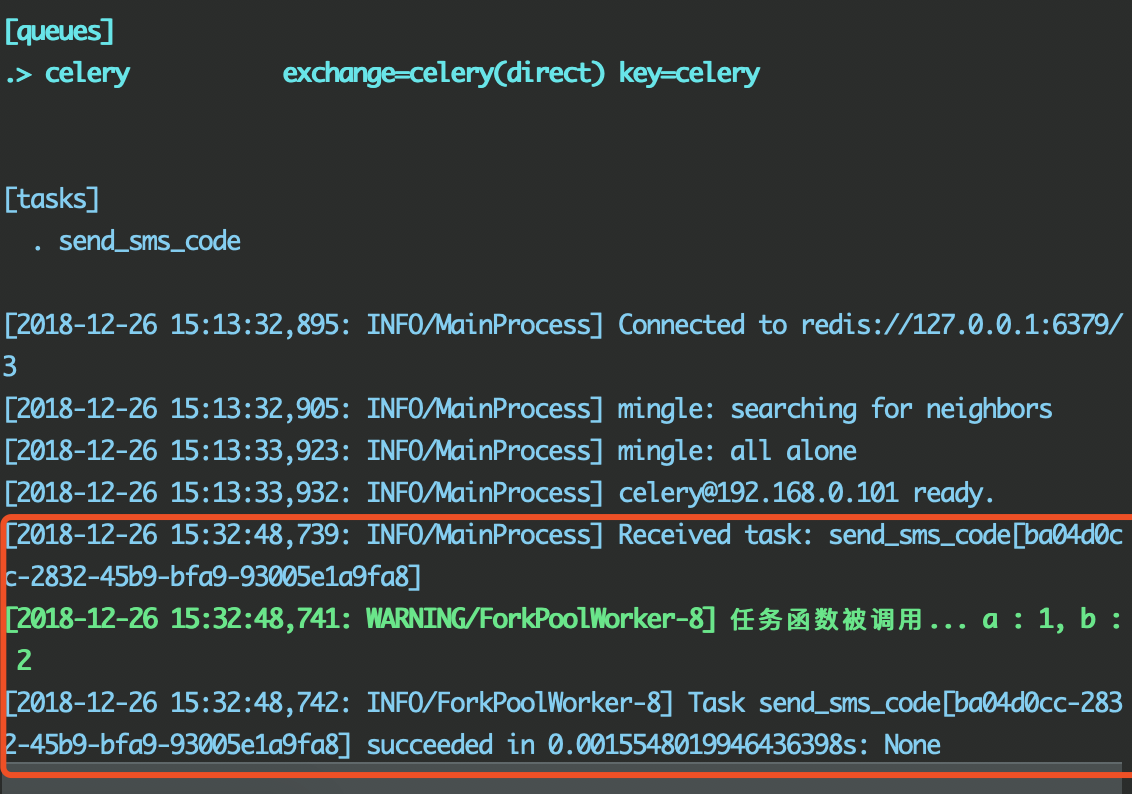 [queues]
.> celery           exchange=celery(direct) key=celery
[tasks]
  . send_sms_code
[2018-12-26 15:13:32,895: INFO/MainProcess] Connected to redis://127.0.0.1:6379/
3
[2018-12-26 15:13:32,905: INFO/MainProcess] mingle: searching for neighbors
[2018-12-26 15:13:33,923: INFO/MainProcess] mingle: all alone
[2018-12-26 15:13:33,932: INFO/MainProcess] celery@192.168.0.101 ready.
[2018-12-26 15:32:48,739: INFO/MainProcess] Received task: send_sms_code[ba04d0c
c-2832-45b9-bfa9-93005e1a9fa8]
[2018-12-26 15:32:48,741: WARNING/ForkPoolWorker-8] 任务函数被调用... a : 1, b :
 2
[2018-12-26 15:32:48,742: INFO/ForkPoolWorker-8] Task send_sms_code[ba04d0cc-283
2-45b9-bfa9-93005e1a9fa8] succeeded in 0.0015548019946436398s: None